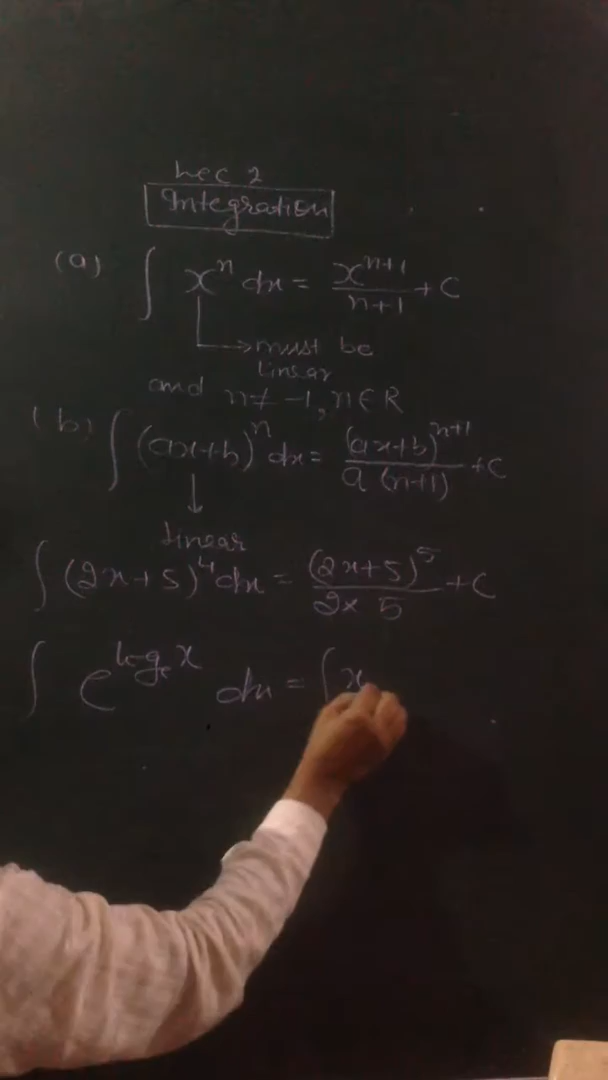 Lec 2
Integration
(a) ∫ xⁿ dx = xⁿ⁺¹/n+1 + C
→ must be
linear
and n ≠ -1, n ∈ R
(b) ∫ (ax+b)ⁿ dx = (ax+b)ⁿ⁺¹/a (n+1) + C
↓
linear
∫ (2x+5)⁴ dx = (2x+5)⁵/2× 5 + C
∫ e^logₑx dx = ∫ x